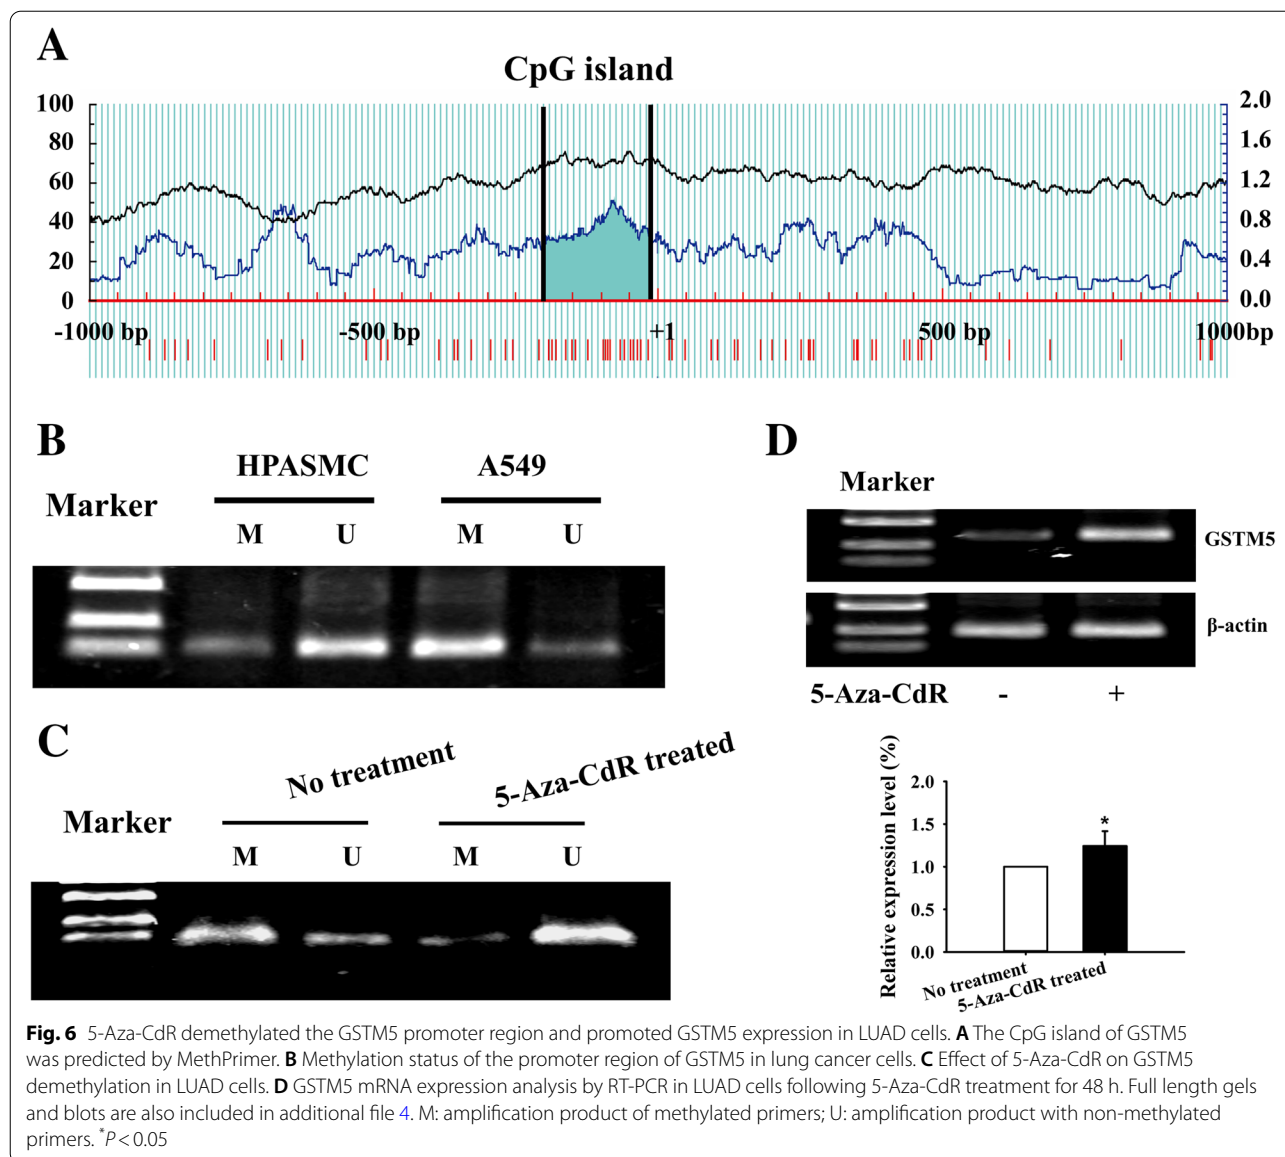 A
CpG island
100
80
60
40
20
0
2.0
1.6
1.2
0.8
0.4
0.0
-1000 bp
-500 bp
+1
500 bp
1000bp
B
HPASMC
A549
Marker
M
U
M
U
C
No treatment
5-Aza-CdR treated
Marker
M
U
M
U
D
Marker
GSTM5
β-actin
5-Aza-CdR
-
+
Relative expression level (%)
2.0
1.5
1.0
0.5
0.0
*
No treatment
5-Aza-CdR treated
Fig. 6 5-Aza-CdR demethylated the GSTM5 promoter region and promoted GSTM5 expression in LUAD cells. A The CpG island of GSTM5
was predicted by MethPrimer. B Methylation status of the promoter region of GSTM5 in lung cancer cells. C Effect of 5-Aza-CdR on GSTM5
demethylation in LUAD cells. D GSTM5 mRNA expression analysis by RT-PCR in LUAD cells following 5-Aza-CdR treatment for 48 h. Full length gels
and blots are also included in additional file 4. M: amplification product of methylated primers; U: amplification product with non-methylated
primers. *P < 0.05